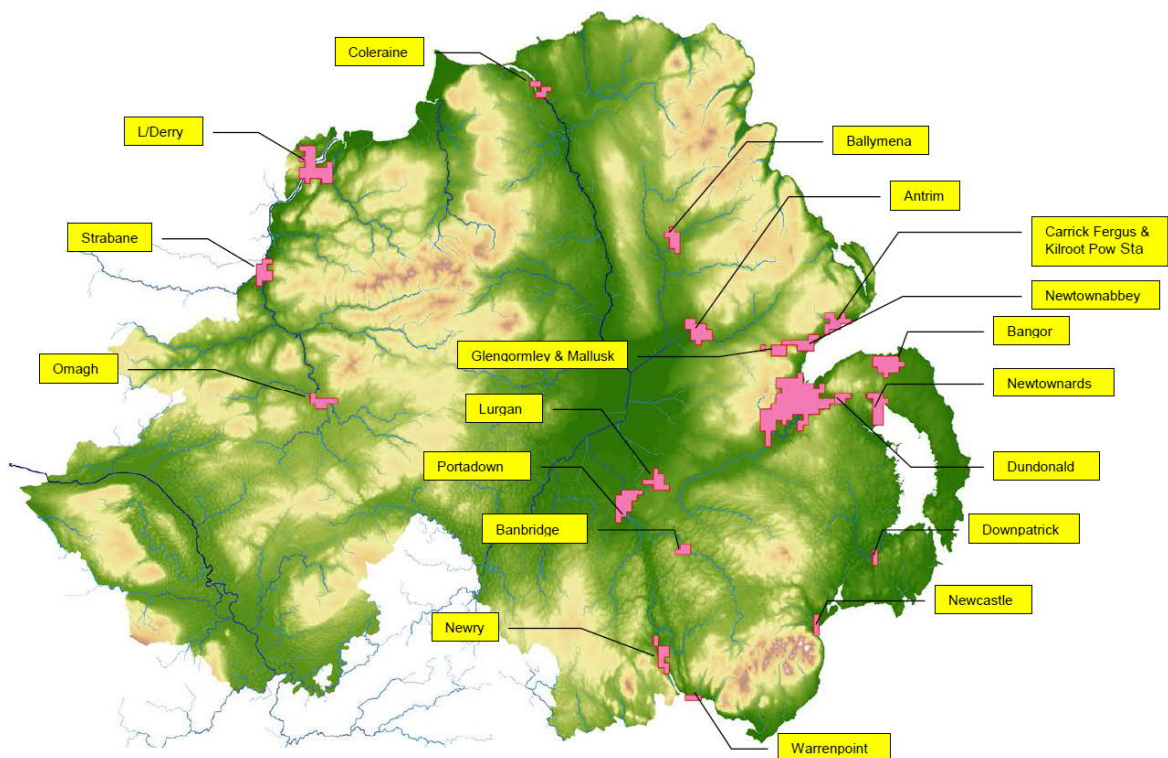 Coleraine
L/Derry
Ballymena
Antrim
Strabane
Carrick Fergus &
Kilroot Pow Sta
Newtownabbey
Bangor
Glengormley & Mallusk
Omagh
Newtownards
Lurgan
Portadown
Dundonald
Banbridge
Downpatrick
Newcastle
Newry
Warrenpoint